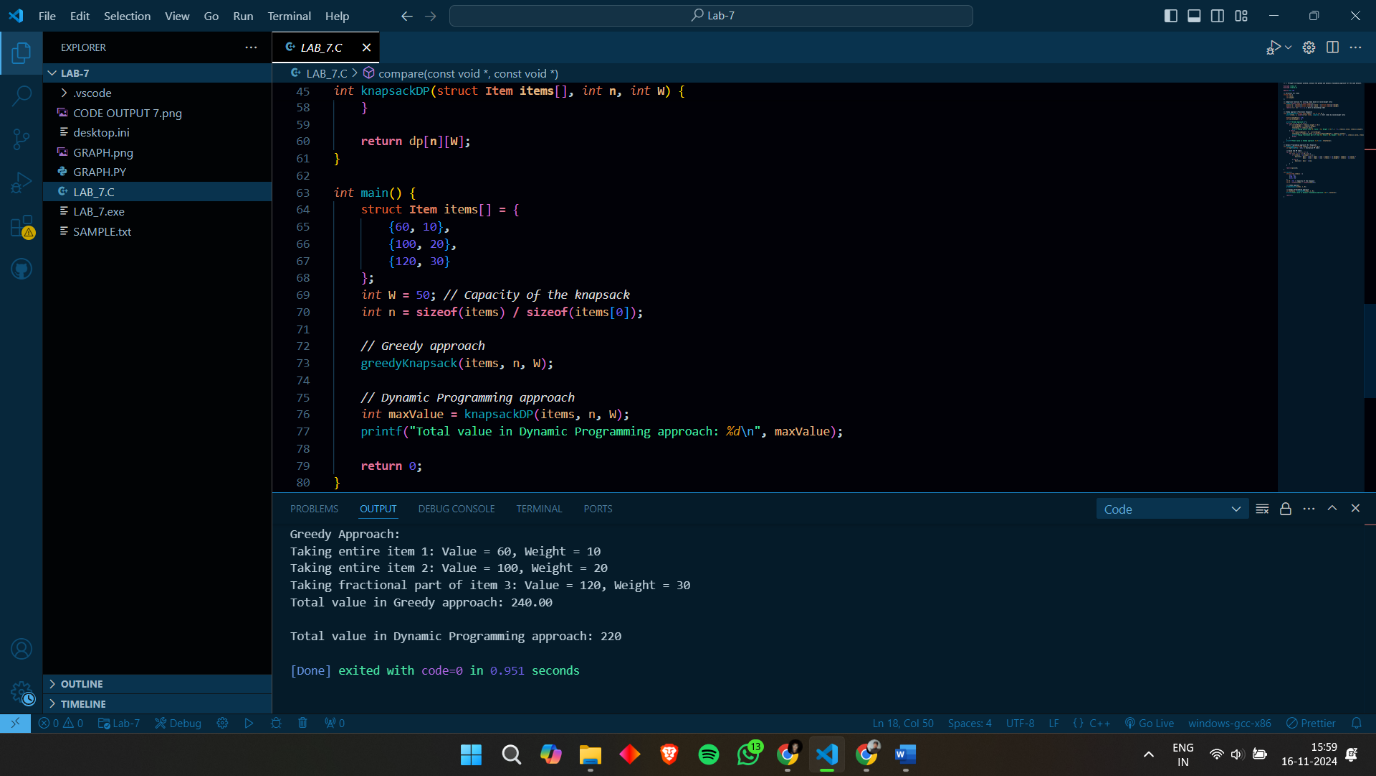 File Edit Selection View Go Run Terminal Help
Lab-7
EXPLORER
LAB_7.C
LAB-7
LAB_7.C > compare(const void *, const void *)
.vscode
CODE OUTPUT 7.png
desktop.ini
GRAPH.png
GRAPH.PY
LAB_7.C
LAB_7.exe
SAMPLE.txt
45 int knapsackDP(struct Item items[], int n, int W) {
58 }
59
60 return dp[n][W];
61 }
62
63 int main() {
64 struct Item items[] = {
65 {60, 10},
66 {100, 20},
67 {120, 30}
68 };
69 int W = 50; // Capacity of the knapsack
70 int n = sizeof(items) / sizeof(items[0]);
71
72 // Greedy approach
73 greedyKnapsack(items, n, W);
74
75 // Dynamic Programming approach
76 int maxValue = knapsackDP(items, n, W);
77 printf("Total value in Dynamic Programming approach: %d\n", maxValue);
78
79 return 0;
80 }
PROBLEMS OUTPUT DEBUG CONSOLE TERMINAL PORTS
Code
Greedy Approach:
Taking entire item 1: Value = 60, Weight = 10
Taking entire item 2: Value = 100, Weight = 20
Taking fractional part of item 3: Value = 120, Weight = 30
Total value in Greedy approach: 240.00
Total value in Dynamic Programming approach: 220
[Done] exited with code=0 in 0.951 seconds
OUTLINE
TIMELINE
0 0 Lab-7 Debug 0 Ln 18, Col 50 Spaces: 4 UTF-8 LF {} C++ Go Live windows-gcc-x86 Prettier
13
ENG
IN
15:59
16-11-2024